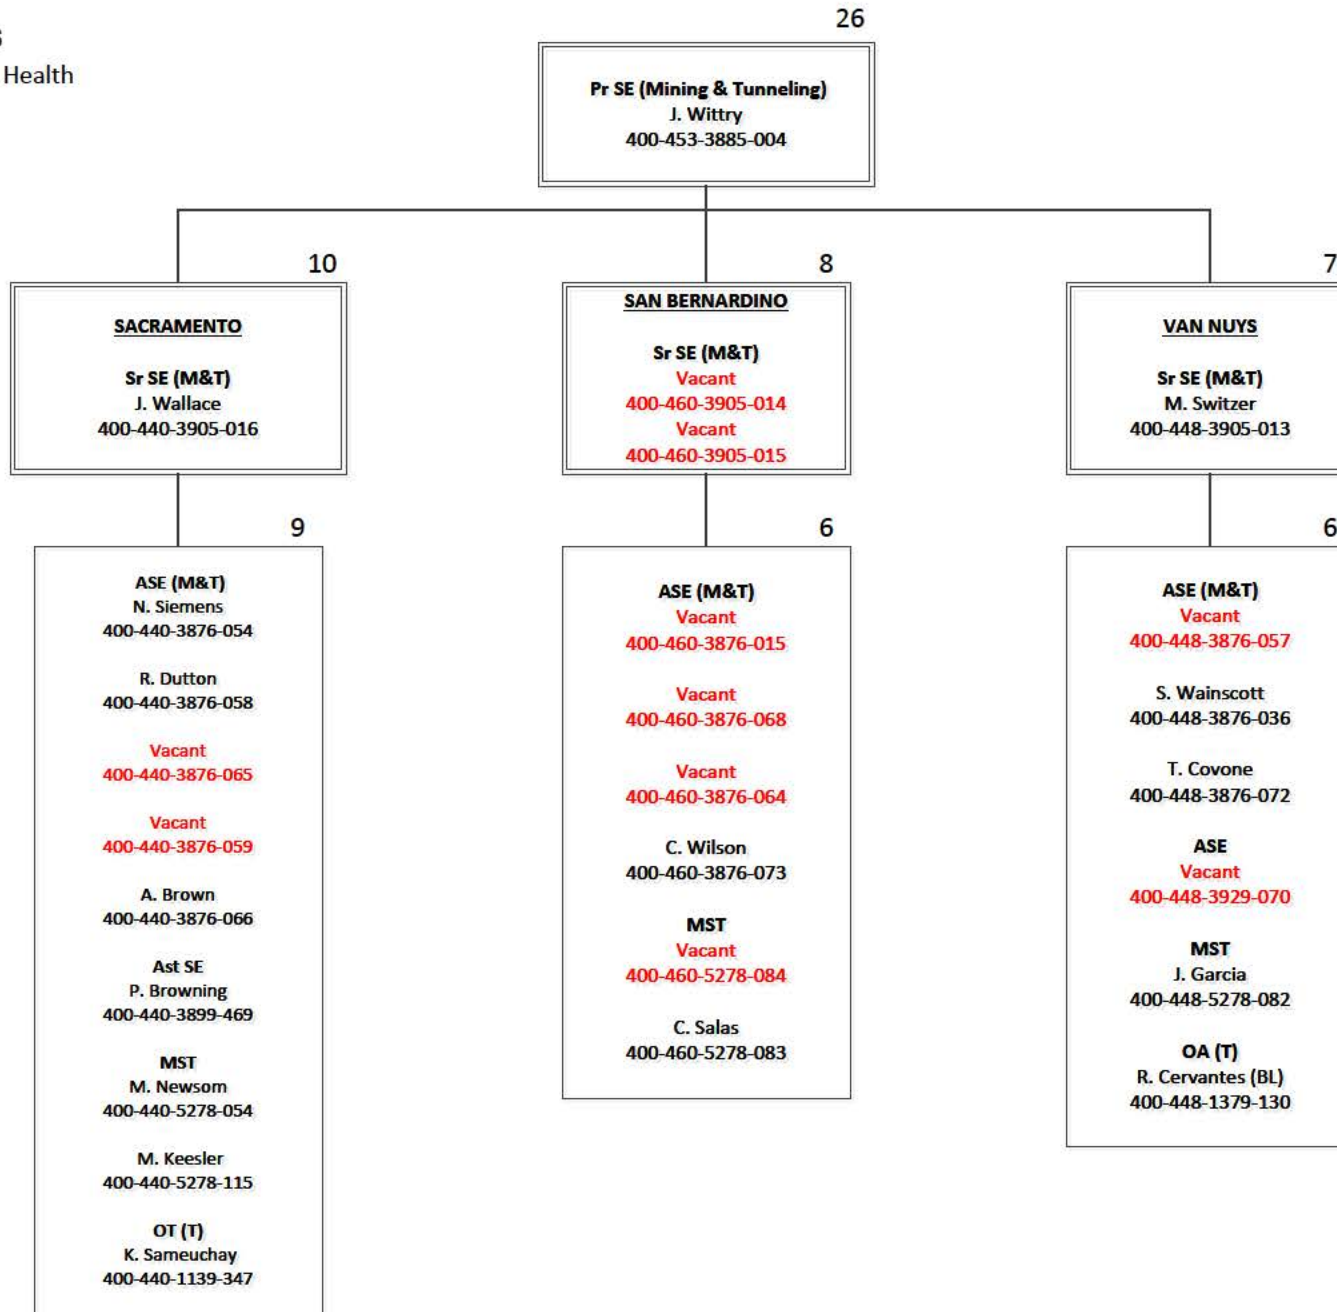 26
Health
Pr SE (Mining & Tunneling)
J. Wittry
400-453-3885-004
10
SACRAMENTO
Sr SE (M&T)
J. Wallace
400-440-3905-016
9
ASE (M&T)
N. Siemens
400-440-3876-054
R. Dutton
400-440-3876-058
Vacant
400-440-3876-065
Vacant
400-440-3876-059
A. Brown
400-440-3876-066
Ast SE
P. Browning
400-440-3899-469
MST
M. Newsom
400-440-5278-054
M. Keesler
400-440-5278-115
OT (T)
K. Sameuchay
400-440-1139-347
8
SAN BERNARDINO
Sr SE (M&T)
Vacant
400-460-3905-014
Vacant
400-460-3905-015
6
ASE (M&T)
Vacant
400-460-3876-015
Vacant
400-460-3876-068
Vacant
400-460-3876-064
C. Wilson
400-460-3876-073
MST
Vacant
400-460-5278-084
C. Salas
400-460-5278-083
7
VAN NUYS
Sr SE (M&T)
M. Switzer
400-448-3905-013
6
ASE (M&T)
Vacant
400-448-3876-057
S. Wainscott
400-448-3876-036
T. Covone
400-448-3876-072
ASE
Vacant
400-448-3929-070
MST
J. Garcia
400-448-5278-082
OA (T)
R. Cervantes (BL)
400-448-1379-130